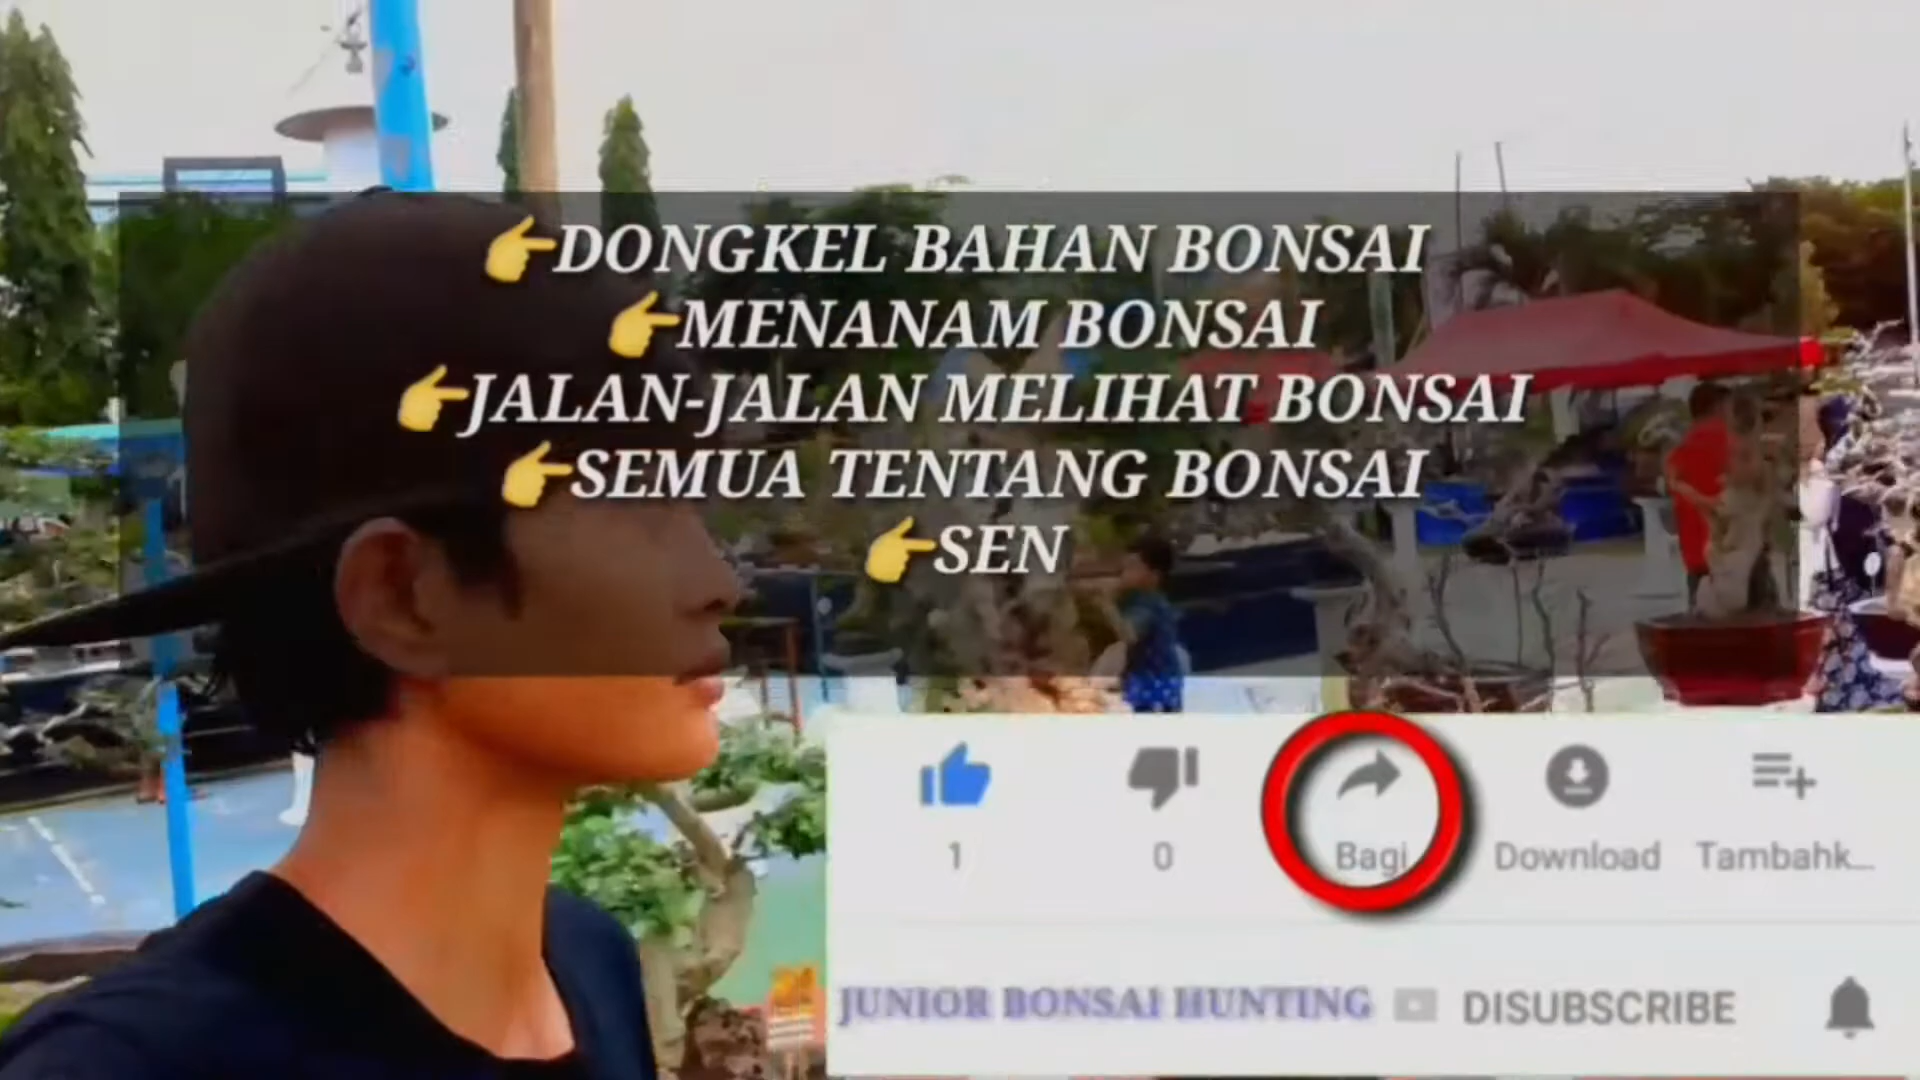 👉DONGKEL BAHAN BONSAI
👉MENANAM BONSAI
👉JALAN-JALAN MELIHAT BONSAI
👉SEMUA TENTANG BONSAI
👉SEN
1 0 Bagi Download Tambahk...
JUNIOR BONSAI HUNTING DISUBSCRIBE